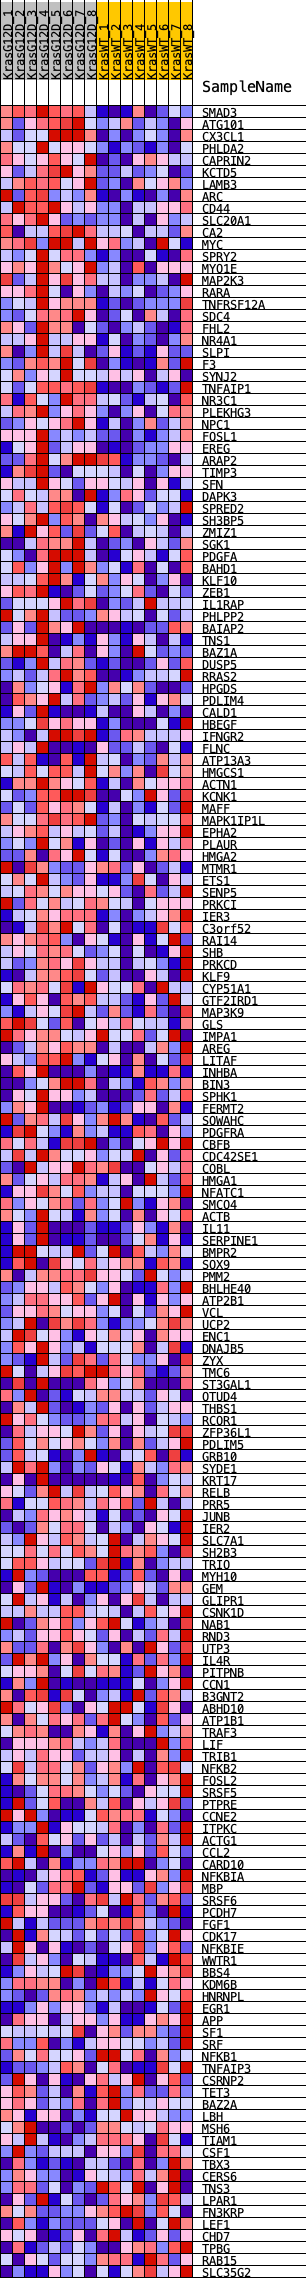 KrasG12D_1
KrasG12D_2
KrasG12D_3
KrasG12D_4
KrasG12D_5
KrasG12D_6
KrasG12D_7
KrasG12D_8
KrasWT_1
KrasWT_2
KrasWT_3
KrasWT_4
KrasWT_5
KrasWT_6
KrasWT_7
KrasWT_8
SampleName
SMAD3
ATG101
CX3CL1
PHLDA2
CAPRIN2
KCTD5
LAMB3
ARC
CD44
SLC20A1
CA2
MYC
SPRY2
MYO1E
MAP2K3
RARA
TNFRSF12A
SDC4
FHL2
NR4A1
SLPI
F3
SYNJ2
TNFAIP1
NR3C1
PLEKHG3
NPC1
FOSL1
EREG
ARAP2
TIMP3
SFN
DAPK3
SPRED2
SH3BP5
ZMIZ1
SGK1
PDGFA
BAHD1
KLF10
ZEB1
IL1RAP
PHLPP2
BAIAP2
TNS1
BAZ1A
DUSP5
RRAS2
HPGDS
PDLIM4
CALD1
HBEGF
IFNGR2
FLNC
ATP13A3
HMGCS1
ACTN1
KCNK1
MAFF
MAPK1IP1L
EPHA2
PLAUR
HMGA2
MTMR1
ETS1
SENP5
PRKCI
IER3
C3orf52
RAI14
SHB
PRKCD
KLF9
CYP51A1
GTF2IRD1
MAP3K9
GLS
IMPA1
AREG
LITAF
INHBA
BIN3
SPHK1
FERMT2
SOWAHC
PDGFRA
CBFB
CDC42SE1
COBL
HMGA1
NFATC1
SMCO4
ACTB
IL11
SERPINE1
BMPR2
SOX9
PMM2
BHLHE40
ATP2B1
VCL
UCP2
ENC1
DNAJB5
ZYX
TMC6
ST3GAL1
OTUD4
THBS1
RCOR1
ZFP36L1
PDLIM5
GRB10
SYDE1
KRT17
RELB
PRR5
JUNB
IER2
SLC7A1
SH2B3
TRIO
MYH10
GEM
GLIPR1
CSNK1D
NAB1
RND3
UTP3
IL4R
PITPNB
CCN1
B3GNT2
ABHD10
ATP1B1
TRAF3
LIF
TRIB1
NFKB2
FOSL2
SRSF5
PTPRE
CCNE2
ITPKC
ACTG1
CCL2
CARD10
NFKBIA
MBP
SRSF6
PCDH7
FGF1
CDK17
NFKBIE
WWTR1
BBS4
KDM6B
HNRNPL
EGR1
APP
SF1
SRF
NFKB1
TNFAIP3
CSRNP2
TET3
BAZ2A
LBH
MSH6
TIAM1
CSF1
TBX3
CERS6
TNS3
LPAR1
FN3KRP
LEF1
CHD7
TPBG
RAB15
SLC35G2